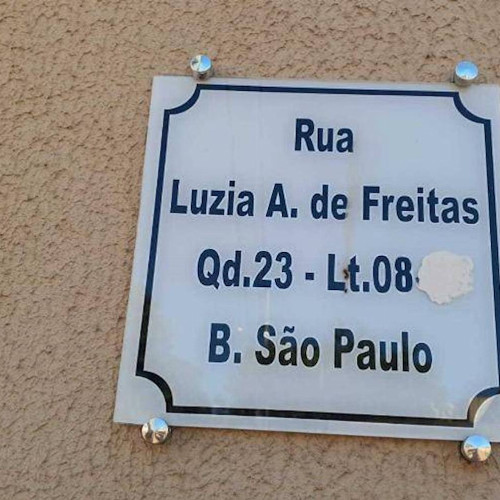 Rua
Luzia A. de Freitas
Qd.23 - Lt.08
B. São Paulo